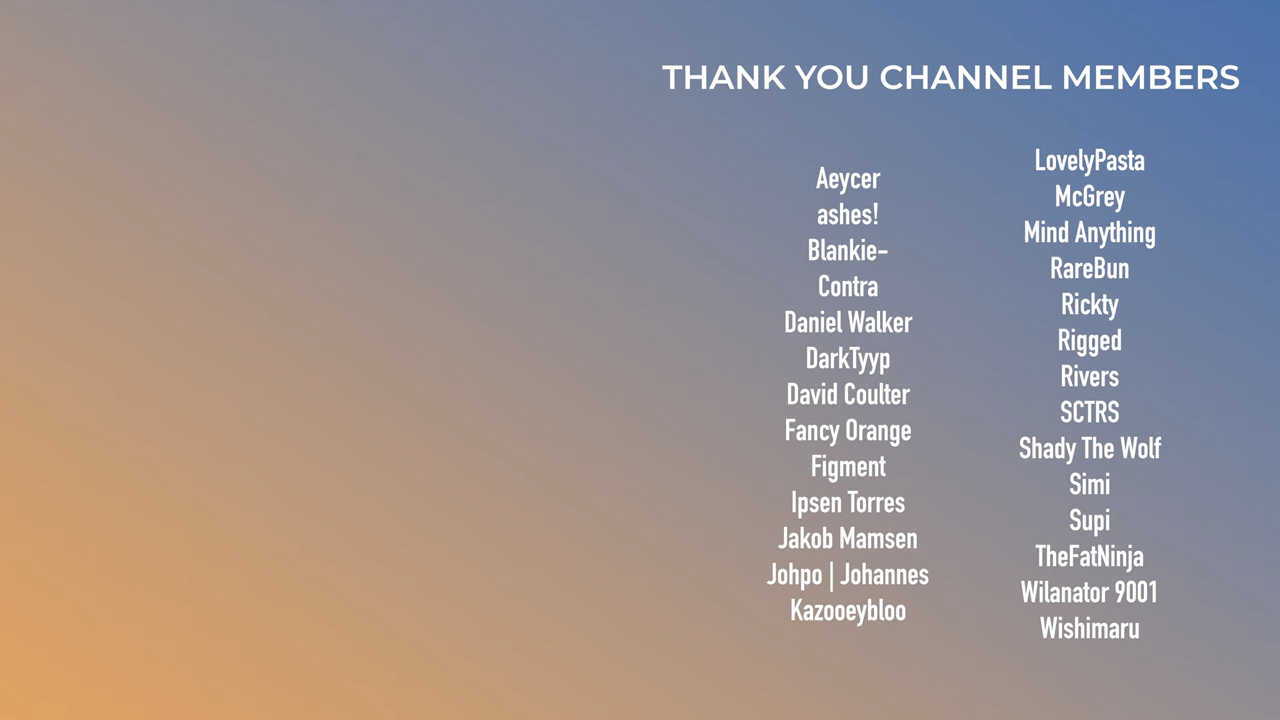 THANK YOU CHANNEL MEMBERS
Aeycer
ashes!
Blankie-
Contra
Daniel Walker
DarkTyyp
David Coulter
Fancy Orange
Figment
Ipsen Torres
Jakob Mamsen
Johpo | Johannes
Kazooeybloo
LovelyPasta
McGrey
Mind Anything
RareBun
Rickty
Rigged
Rivers
SCTRS
Shady The Wolf
Simi
Supi
TheFatNinja
Wilanator 9001
Wishimaru